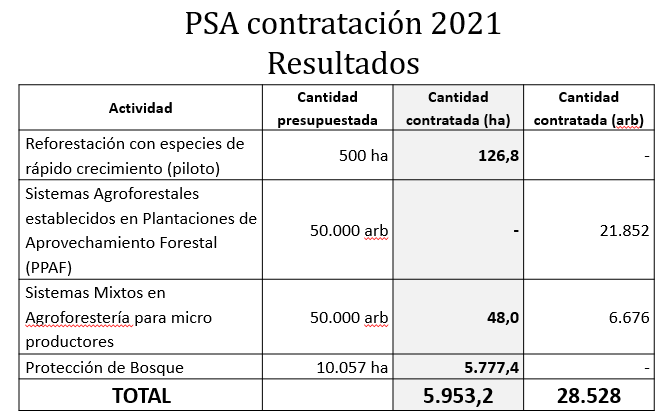 PSA contratación 2021
Resultados
Actividad
Cantidad
presupuestada
Cantidad
contratada (ha)
Cantidad
contratada (arb)
Reforestación con especies de
rápido crecimiento (piloto)
500 ha
126,8
-
Sistemas Agroforestales
establecidos en Plantaciones de
Aprovechamiento Forestal
(PPAF)
50.000 arb
-
21.852
Sistemas Mixtos en
Agroforestería para micro
productores
50.000 arb
48,0
6.676
Protección de Bosque
10.057 ha
5.777,4
-
TOTAL
5.953,2
28.528